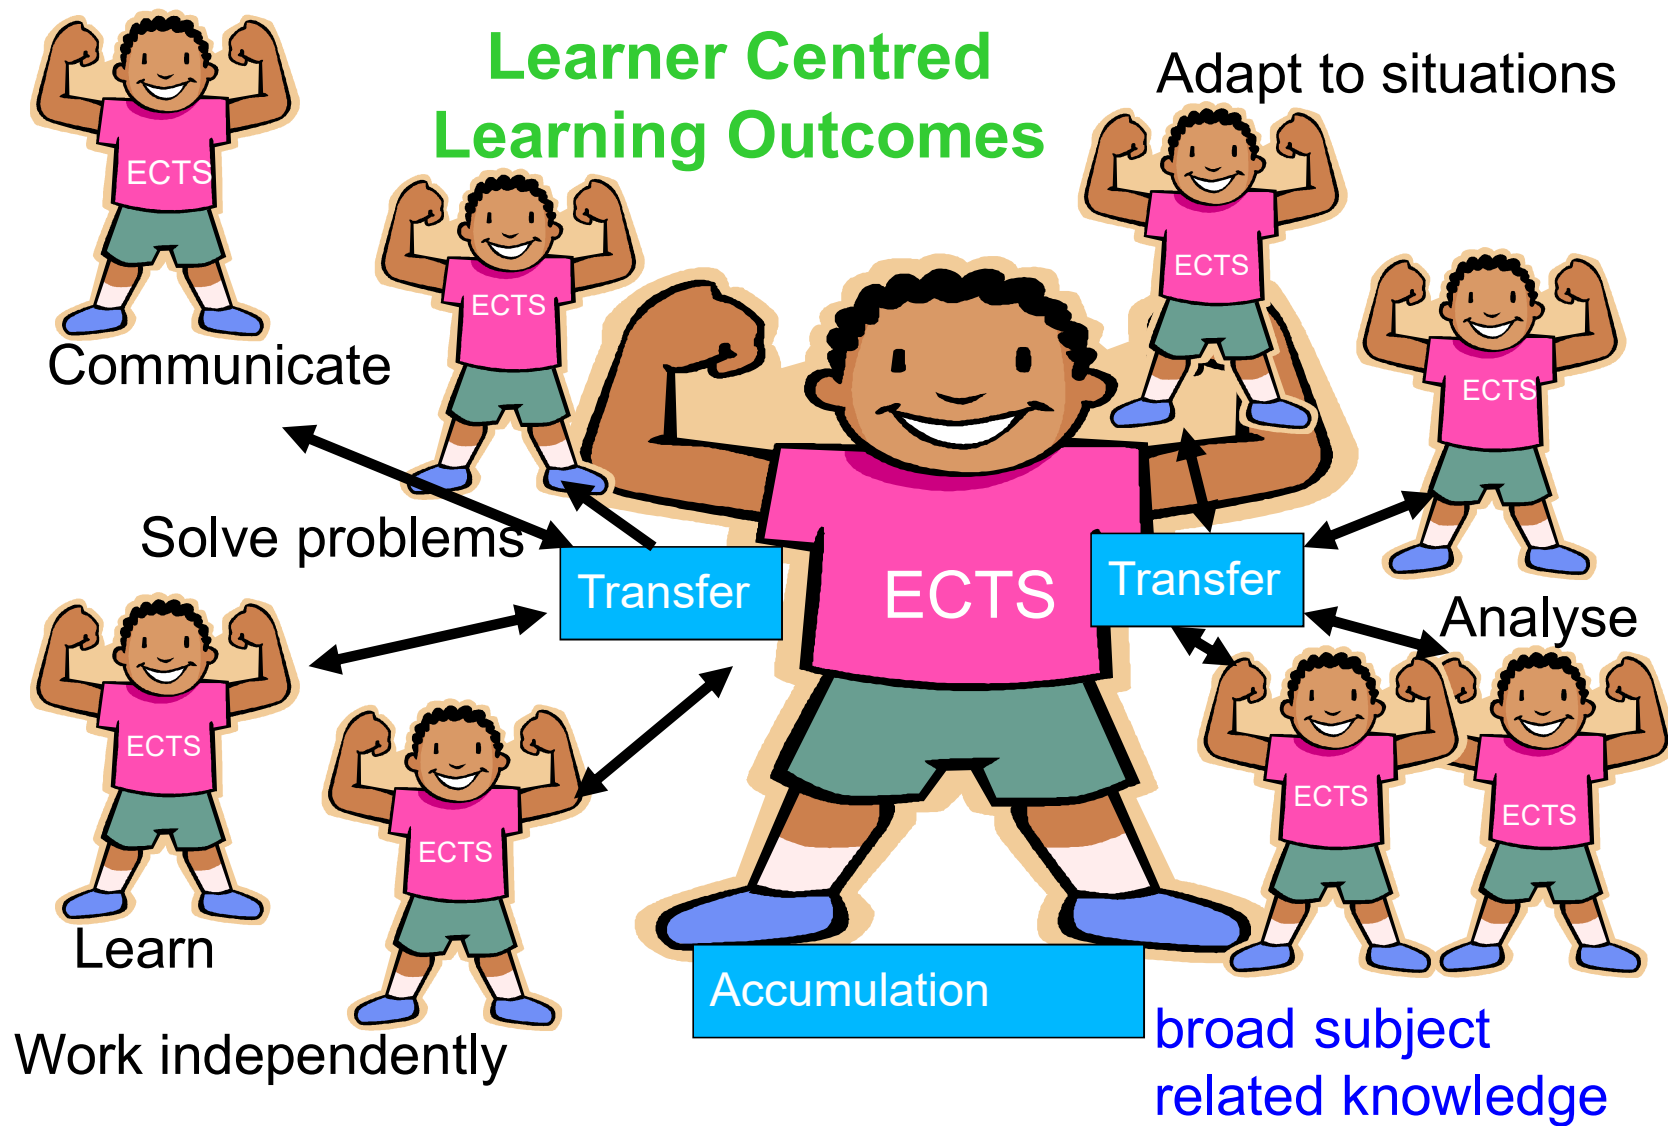 Learner Centred
Learning Outcomes
Adapt to situations
ECTS
ECTS
ECTS
ECTS
Communicate
Solve problems
Transfer
ECTS
Transfer
Analyse
ECTS
ECTS
ECTS
ECTS
Learn
Accumulation
Work independently
broad subject
related knowledge